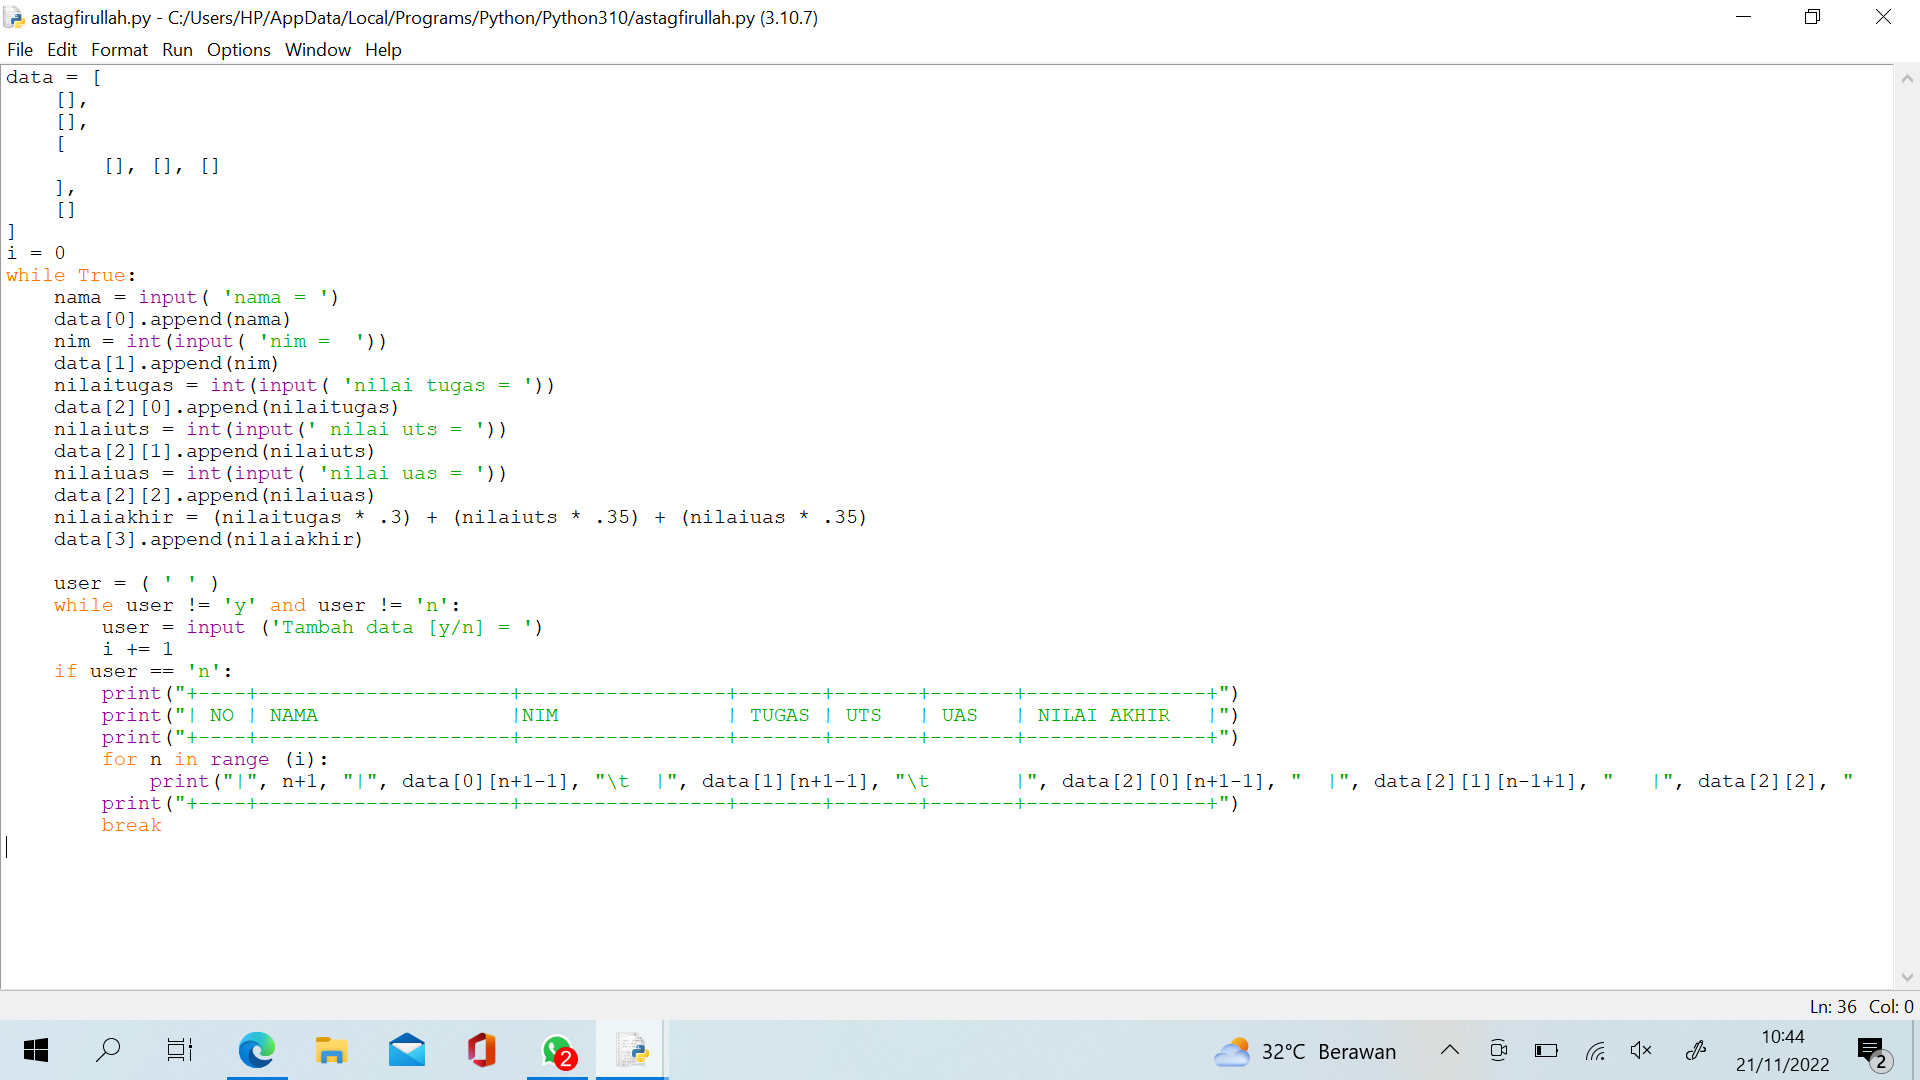 astagfirullah.py - C:/Users/HP/AppData/Local/Programs/Python/Python310/astagfirullah.py (3.10.7)
File Edit Format Run Options Window Help
data = [
    [],
    [],
    [
        [], [], []
    ],
    []
]
i = 0
while True:
    nama = input( 'nama = ')
    data[0].append(nama)
    nim = int(input( 'nim =  '))
    data[1].append(nim)
    nilaitugas = int(input( 'nilai tugas = '))
    data[2][0].append(nilaitugas)
    nilaiuts = int(input(' nilai uts = '))
    data[2][1].append(nilaiuts)
    nilaiuas = int(input( 'nilai uas = '))
    data[2][2].append(nilaiuas)
    nilaiakhir = (nilaitugas * .3) + (nilaiuts * .35) + (nilaiuas * .35)
    data[3].append(nilaiakhir)
    user = ( ' ' )
    while user != 'y' and user != 'n':
        user = input ('Tambah data [y/n] = ')
        i += 1
    if user == 'n':
        print("+----+---------------------+-----------------+-------+-------+-------+---------------+")
        print("| NO | NAMA                |NIM              | TUGAS | UTS   | UAS   | NILAI AKHIR   |")
        print("+----+---------------------+-----------------+-------+-------+-------+---------------+")
        for n in range (i):
            print("|", n+1, "|", data[0][n+1-1], "\t  |", data[1][n+1-1], "\t       |", data[2][0][n+1-1], "  |", data[2][1][n-1+1], "   |", data[2][2], "
        print("+----+---------------------+-----------------+-------+-------+-------+---------------+")
        break
Ln: 36 Col: 0
2
32°C Berawan
10:44
21/11/2022
2